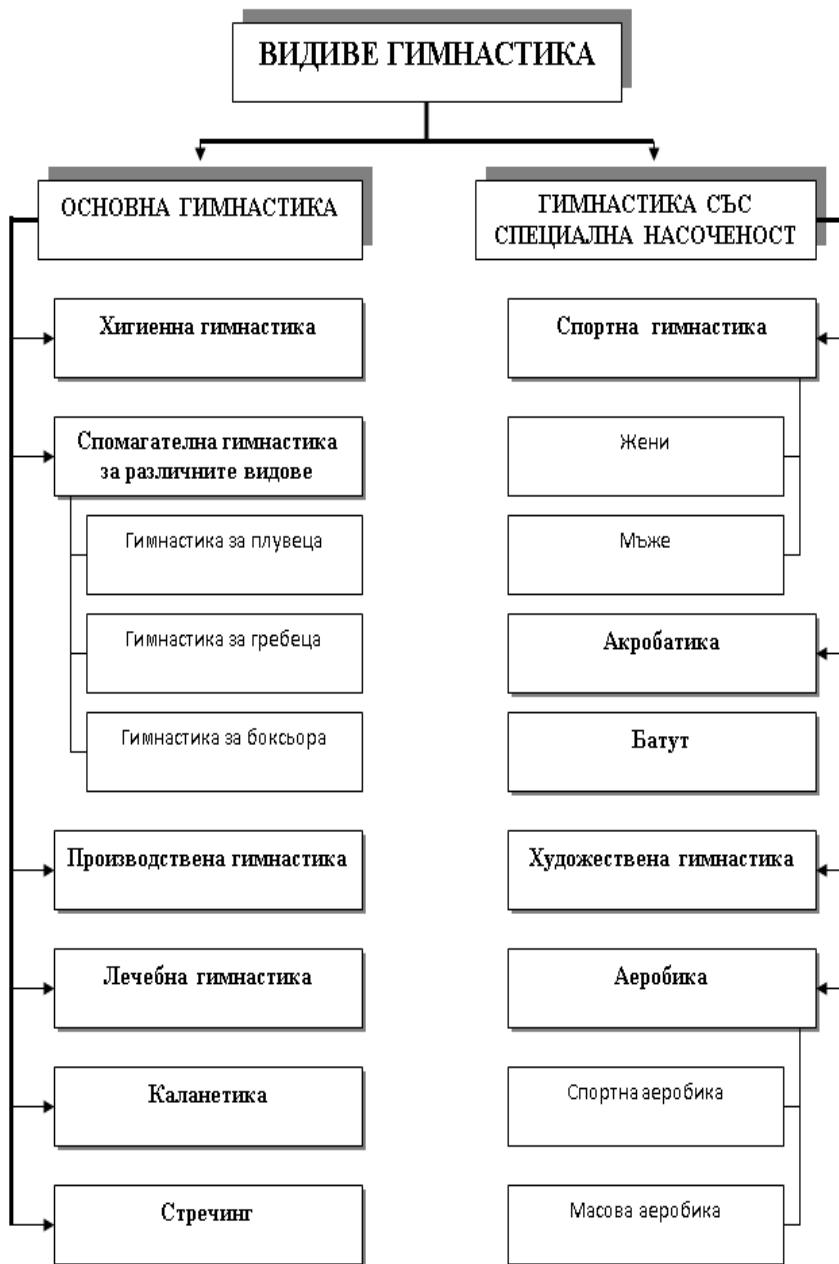 ВИДИВЕ ГИМНАСТИКА
ОСНОВНА ГИМНАСТИКА
Хигиенна гимнастика
Спомагателна гимнастика
за различните видове
Гимнастика за плувеца
Гимнастика за гребеца
Гимнастика за боксьора
Производствена гимнастика
Лечебна гимнастика
Каланетика
Стречинг
ГИМНАСТИКА СЪС
СПЕЦИАЛНА НАСОЧЕНОСТ
Спортна гимнастика
Жени
Мъже
Акробатика
Батут
Художествена гимнастика
Аеробика
Спортна аеробика
Масова аеробика